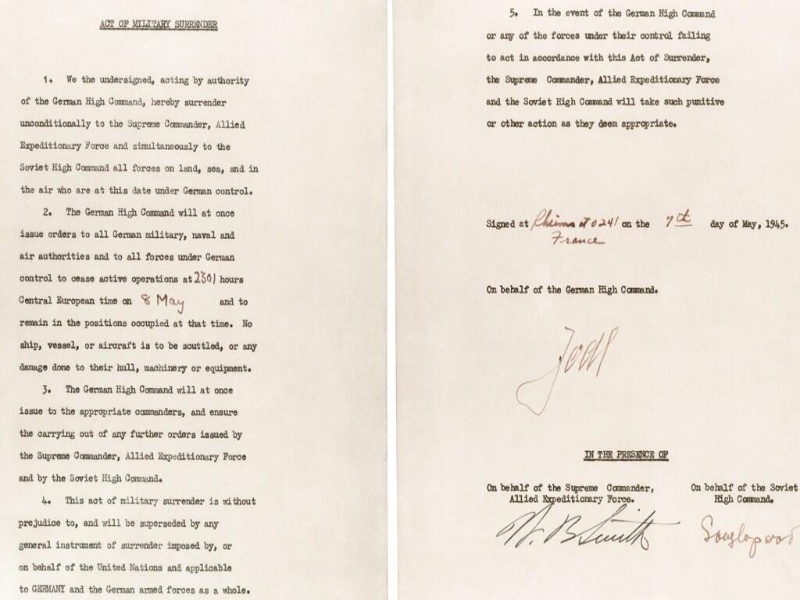 ACT OF MILITARY SURRENDER
1. We the undersigned, acting by authority
of the German High Command, hereby surrender
unconditionally to the Supreme Commander, Allied
Expeditionary Force and simultaneously to the
Soviet High Command all forces on land, sea, and in
the air who are at this date under German control.
2. The German High Command will at once
issue orders to all German military, naval and
air authorities and to all forces under German
control to cease active operations at 2301 hours
Central European time on 8 May and to
remain in the positions occupied at that time. No
ship, vessel, or aircraft is to be scuttled, or any
damage done to their hull, machinery or equipment.
3. The German High Command will at once
issue to the appropriate commanders, and ensure
the carrying out of any further orders issued by
the Supreme Commander, Allied Expeditionary Force
and by the Soviet High Command.
4. This act of military surrender is without
prejudice to, and will be superseded by any
general instrument of surrender imposed by, or
on behalf of the United Nations and applicable
to GERMANY and the German armed forces as a whole.
5. In the event of the German High Command
or any of the forces under their control failing
to act in accordance with this Act of Surrender,
the Supreme Commander, Allied Expeditionary Force
and the Soviet High Command will take such punitive
or other action as they deem appropriate.
Signed at Rheims at 0241 on the 7th day of May, 1945.
France
On behalf of the German High Command.
Jodl
IN THE PRESENCE OF
On behalf of the Supreme Commander,
Allied Expeditionary Force.
W. B. Smith
On behalf of the Soviet
High Command.